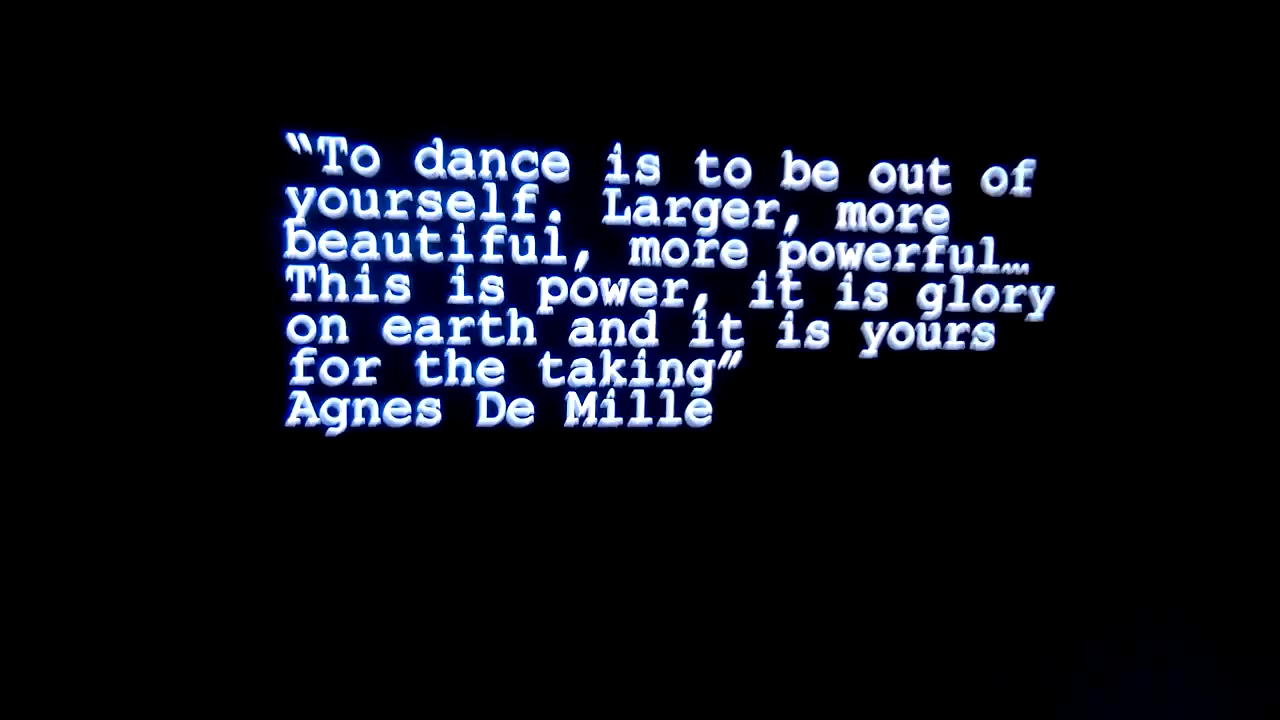 “To dance is to be out of
yourself. Larger, more
beautiful, more powerful…
This is power, it is glory
on earth and it is yours
for the taking”
Agnes De Mille